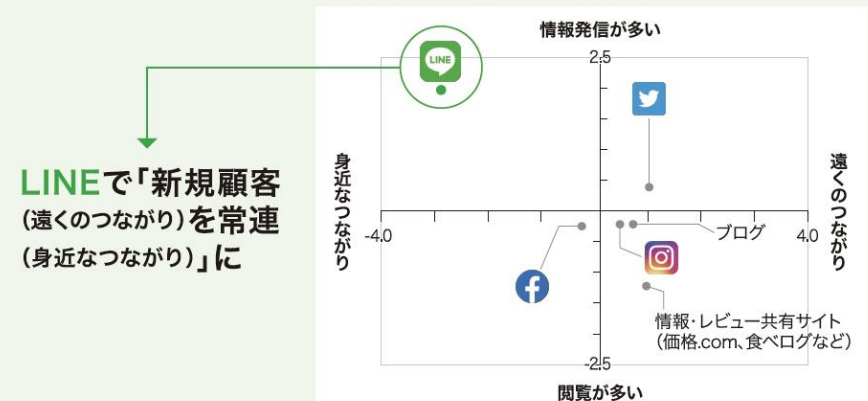 情報発信が多い
2.5
LINE
身近なつながり
遠くのつながり
LINEで「新規顧客
(遠くのつながり)を常連
(身近なつながり)」に
-4.0
4.0
ブログ
情報・レビュー共有サイト
(価格.com、食べログなど)
-2.5
閲覧が多い